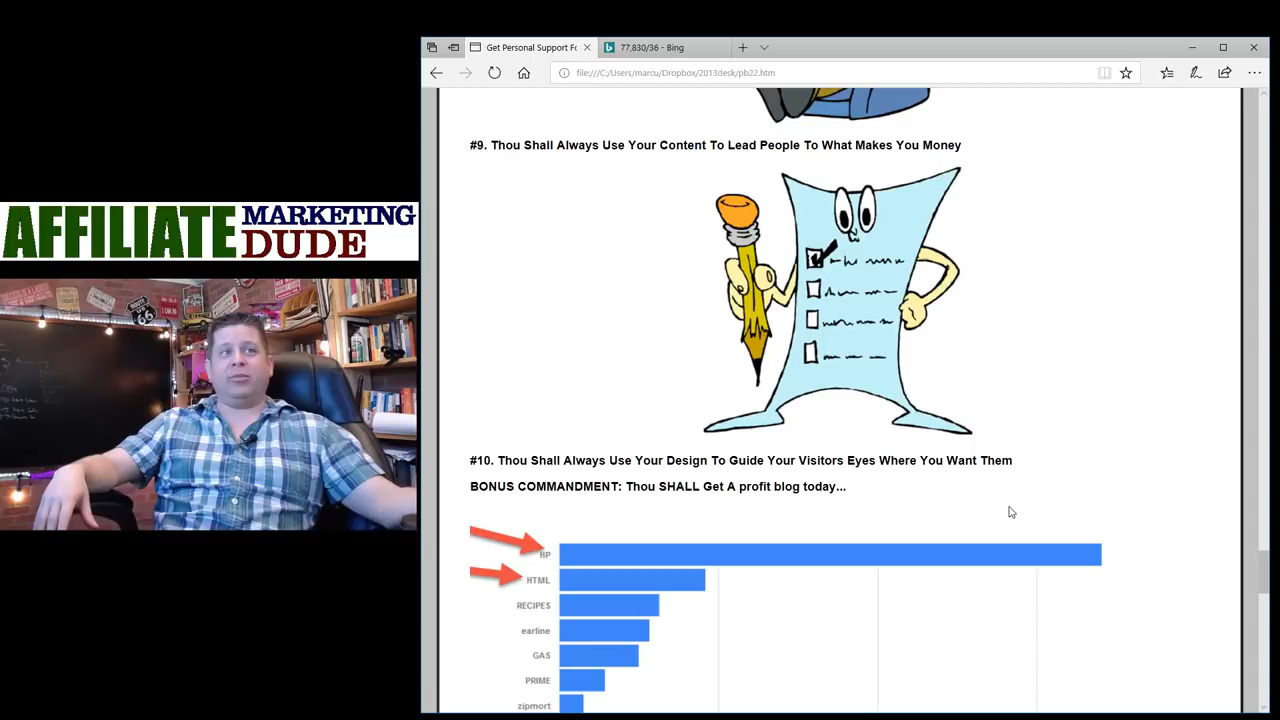 Get Personal Support Fo
77,830/36 - Bing
file:///C:/Users/marcu/Dropbox/2013desk/pb22.htm
#9. Thou Shall Always Use Your Content To Lead People To What Makes You Money
AFFILIATE MARKETING DUDE
66
#10. Thou Shall Always Use Your Design To Guide Your Visitors Eyes Where You Want Them
BONUS COMMANDMENT: Thou SHALL Get A profit blog today...
HP
HTML
RECIPES
earline
GAS
PRIME
zipmort